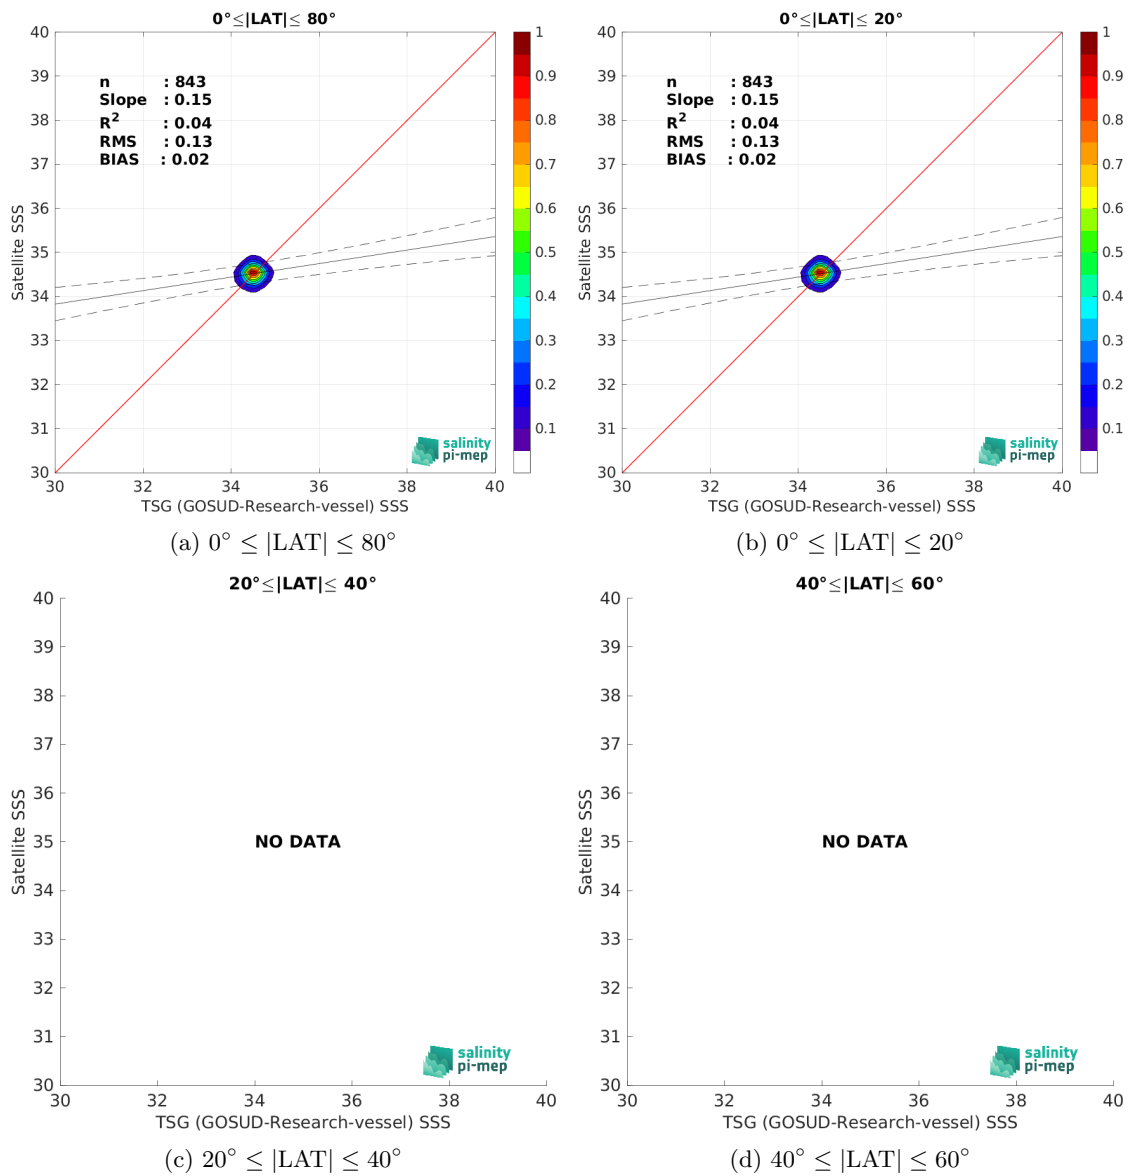 0°≤|LAT|≤ 80°
40
39
38
37
36
35
34
33
32
31
30
Satellite SSS
n : 843
Slope : 0.15
R² : 0.04
RMS : 0.13
BIAS : 0.02
salinity
pi-mep
30 32 34 36 38 40
TSG (GOSUD-Research-vessel) SSS
1
0.9
0.8
0.7
0.6
0.5
0.4
0.3
0.2
0.1
(a) 0° ≤ |LAT| ≤ 80°
0°≤|LAT|≤ 20°
40
39
38
37
36
35
34
33
32
31
30
Satellite SSS
n : 843
Slope : 0.15
R² : 0.04
RMS : 0.13
BIAS : 0.02
salinity
pi-mep
30 32 34 36 38 40
TSG (GOSUD-Research-vessel) SSS
1
0.9
0.8
0.7
0.6
0.5
0.4
0.3
0.2
0.1
(b) 0° ≤ |LAT| ≤ 20°
20°≤|LAT|≤ 40°
40
39
38
37
36
35
34
33
32
31
30
Satellite SSS
NO DATA
salinity
pi-mep
30 32 34 36 38 40
TSG (GOSUD-Research-vessel) SSS
(c) 20° ≤ |LAT| ≤ 40°
40°≤|LAT|≤ 60°
40
39
38
37
36
35
34
33
32
31
30
Satellite SSS
NO DATA
salinity
pi-mep
30 32 34 36 38 40
TSG (GOSUD-Research-vessel) SSS
(d) 40° ≤ |LAT| ≤ 60°